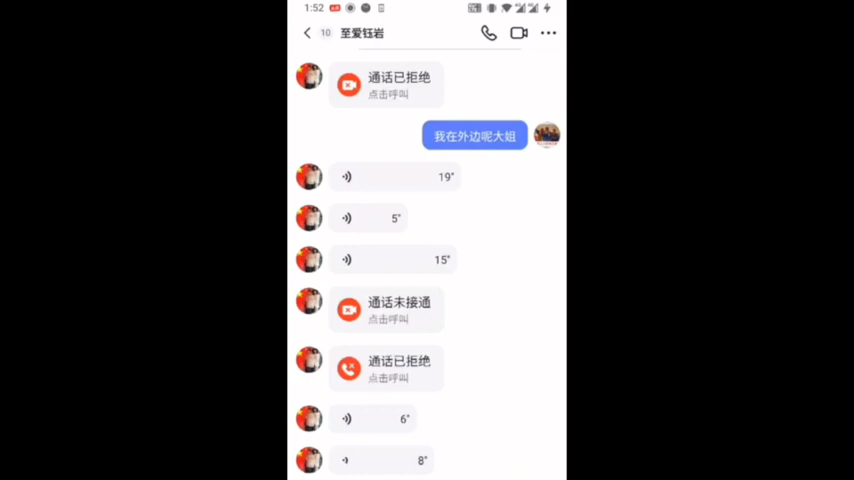 1:52
10 至爱钰岩
通话已拒绝
点击呼叫
我在外边呢大姐
19"
5"
15"
通话未接通
点击呼叫
通话已拒绝
点击呼叫
6"
8"